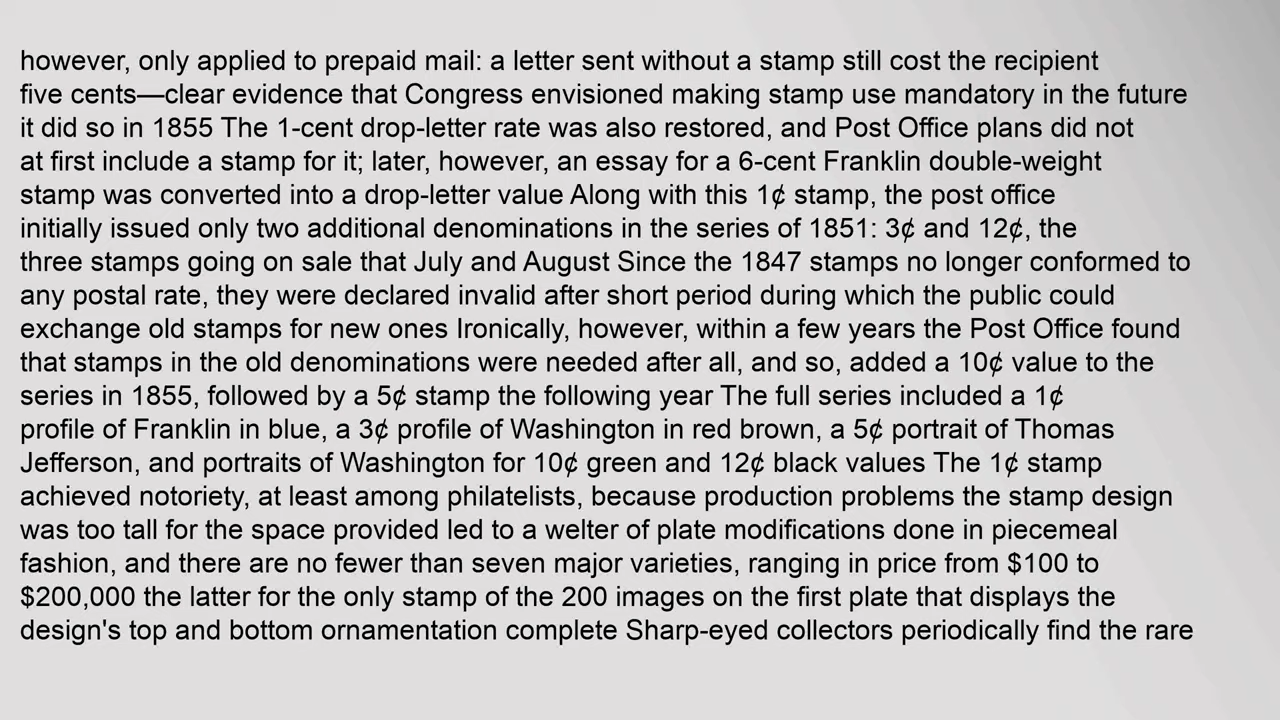 however, only applied to prepaid mail: a letter sent without a stamp still cost the recipient
five cents—clear evidence that Congress envisioned making stamp use mandatory in the future
it did so in 1855 The 1-cent drop-letter rate was also restored, and Post Office plans did not
at first include a stamp for it; later, however, an essay for a 6-cent Franklin double-weight
stamp was converted into a drop-letter value Along with this 1¢ stamp, the post office
initially issued only two additional denominations in the series of 1851: 3¢ and 12¢, the
three stamps going on sale that July and August Since the 1847 stamps no longer conformed to
any postal rate, they were declared invalid after short period during which the public could
exchange old stamps for new ones Ironically, however, within a few years the Post Office found
that stamps in the old denominations were needed after all, and so, added a 10¢ value to the
series in 1855, followed by a 5¢ stamp the following year The full series included a 1¢
profile of Franklin in blue, a 3¢ profile of Washington in red brown, a 5¢ portrait of Thomas
Jefferson, and portraits of Washington for 10¢ green and 12¢ black values The 1¢ stamp
achieved notoriety, at least among philatelists, because production problems the stamp design
was too tall for the space provided led to a welter of plate modifications done in piecemeal
fashion, and there are no fewer than seven major varieties, ranging in price from $100 to
$200,000 the latter for the only stamp of the 200 images on the first plate that displays the
design's top and bottom ornamentation complete Sharp-eyed collectors periodically find the rare